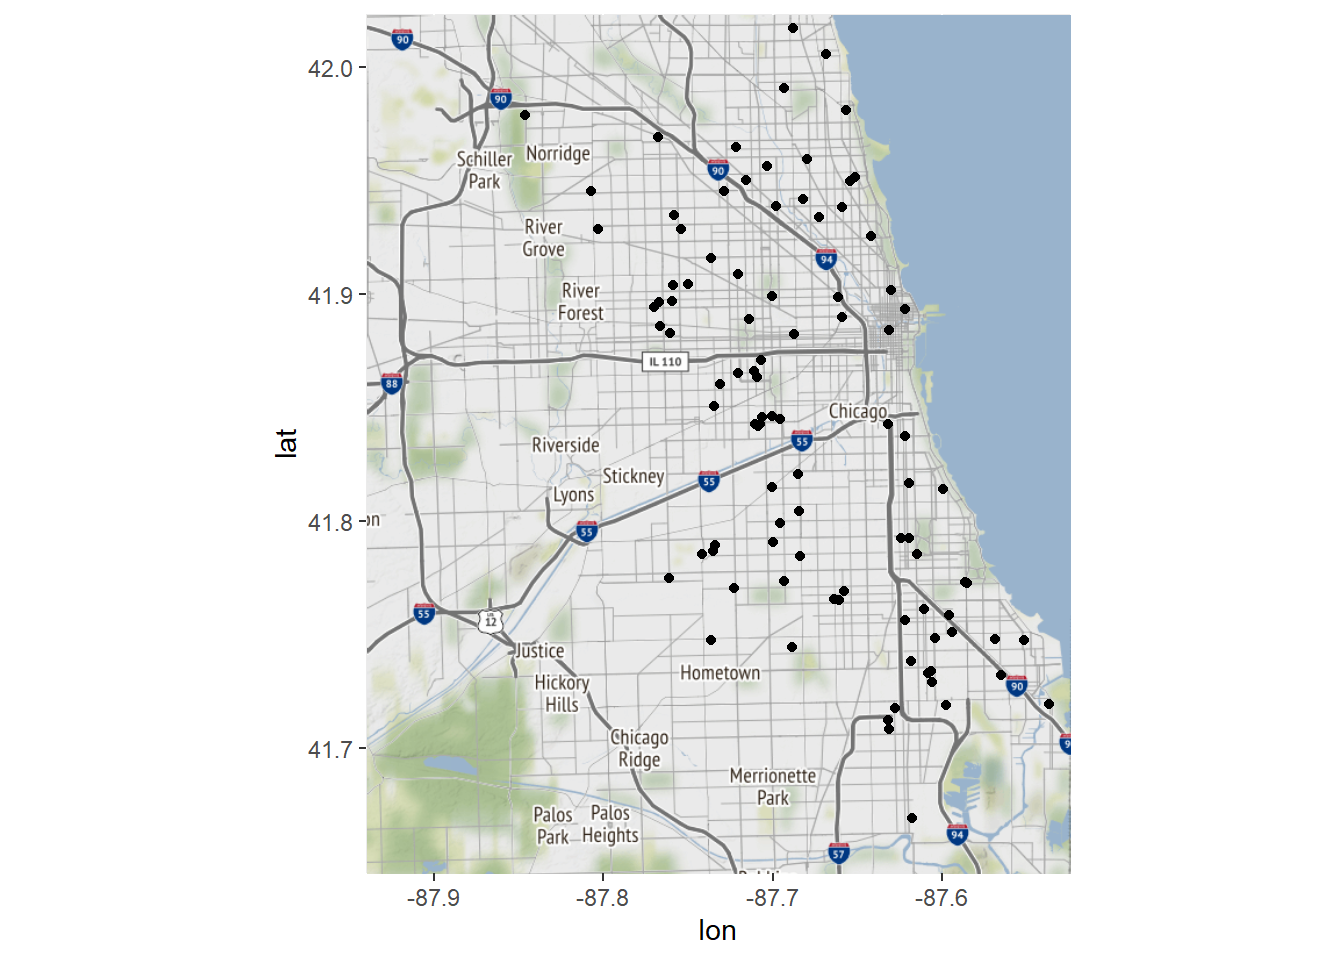 90
42.0
90
Schiller
Park
Norridge
90
River
Grove
94
41.9
River
Forest
IL 110
88
Chicago
Riverside
55
Stickney
55
Lyons
on
41.8
55
55
12
Justice
Hometown
Hickory
Hills
90
Chicago
Ridge
41.7
9
Merrionette
Park
Palos
Park
Palos
Heights
94
57
-87.9
-87.8
-87.7
-87.6
lon
lat